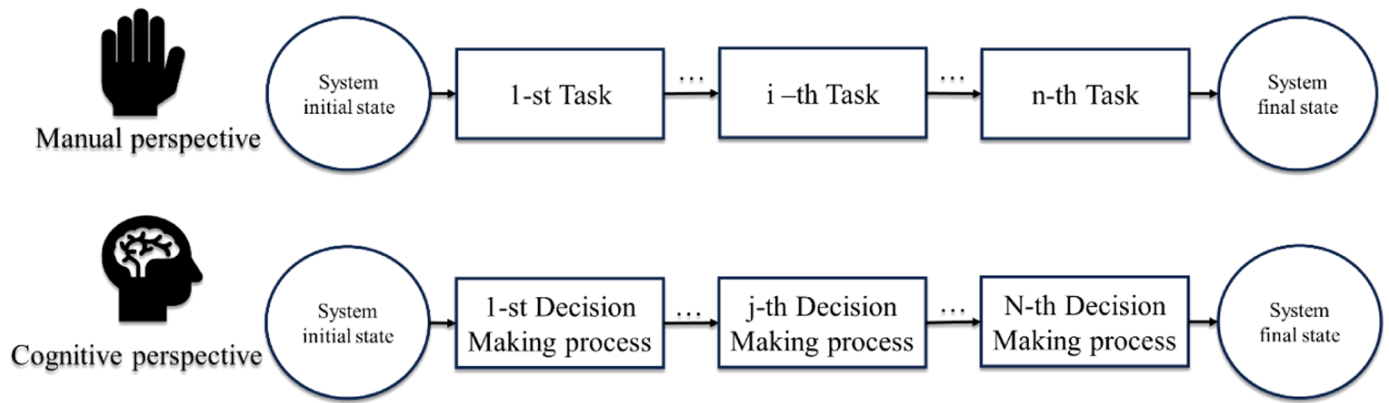 Manual perspective
System
initial state
1-st Task
...
i –th Task
...
n-th Task
System
final state
Cognitive perspective
System
initial state
1-st Decision
Making process
...
j-th Decision
Making process
...
N-th Decision
Making process
System
final state